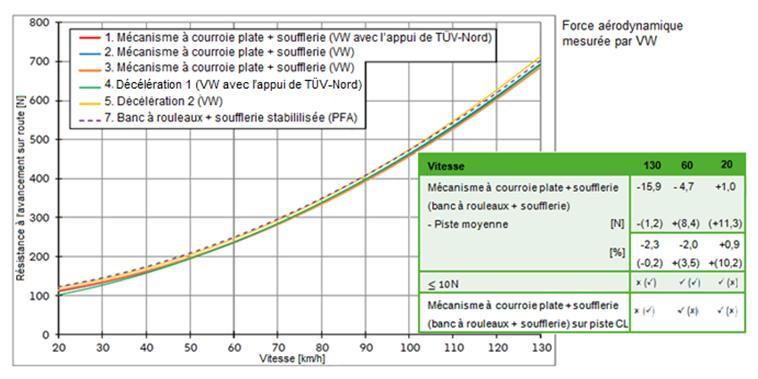 Force aérodynamique
mesurée par VW
Résistance à l'avancement sur route [N]
800
700
600
500
400
300
200
100
0
1. Mécanisme à courroie plate + soufflerie (VW avec l'appui de TÜV-Nord)
2. Mécanisme à courroie plate + soufflerie (VW)
3. Mécanisme à courroie plate + soufflerie (VW)
4. Décélération 1 (VW avec l'appui de TÜV-Nord)
5. Décélération 2 (VW)
7. Banc à rouleaux + soufflerie stabililisée (PFA)
20 30 40 50 60 70 80 90 100 110 120 130
Vitesse [km/h]
Vitesse 130 60 20
Mécanisme à courroie plate + soufflerie -15,9 - 4,7 +1,0
(banc à rouleaux + soufflerie)
- Piste moyenne [N] -(1,2) +(8,4) (+11,3)
[%] -2,3 -2,0 +0,9
(-0,2) +(3,5) +(10,2)
≤ 10 N x (✓) ✓ (✓) ✓ (x)
Mécanisme à courroie plate + soufflerie x (✓) ✓ (x) ✓ (x)
(banc à rouleaux + soufflerie) sur piste CL